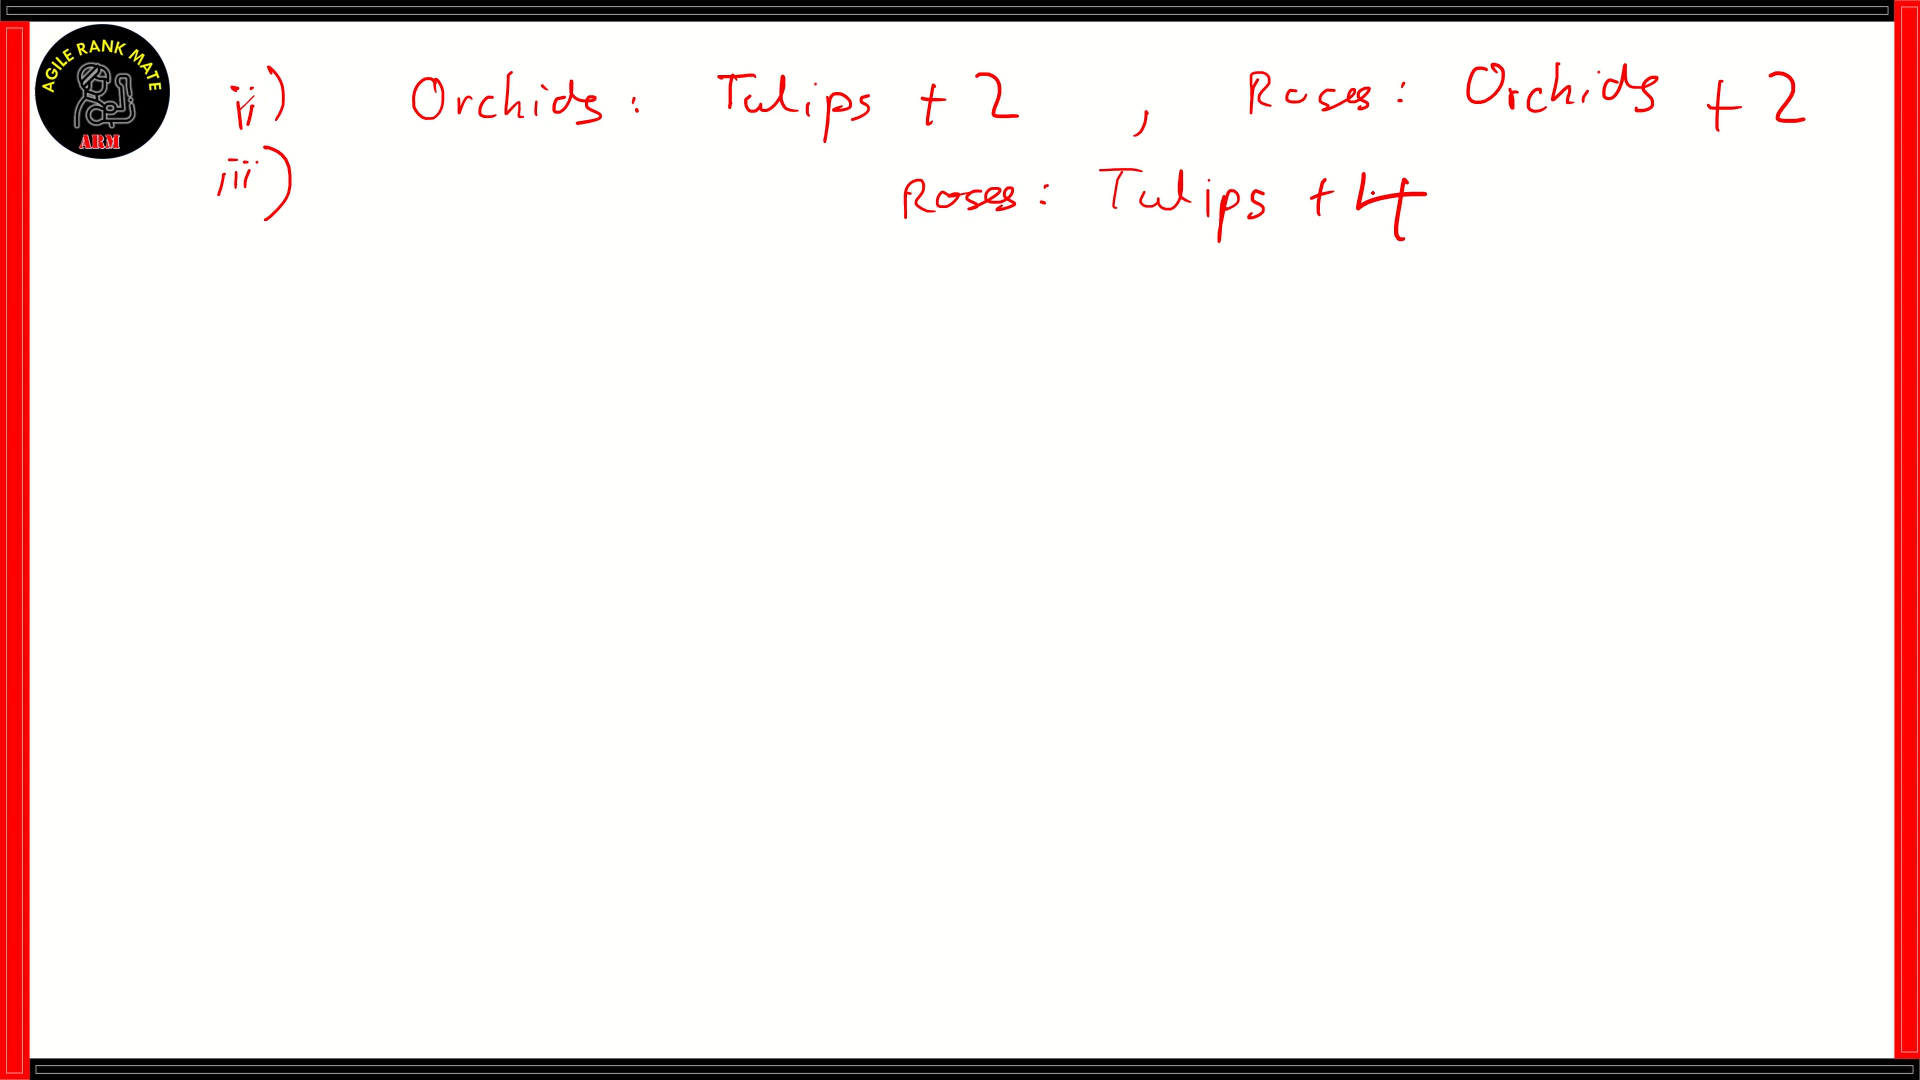 AGILE RANK MATE
ARM
ii) Orchids: Tulips + 2 , Roses: Orchids + 2
iii) Roses: Tulips + 4